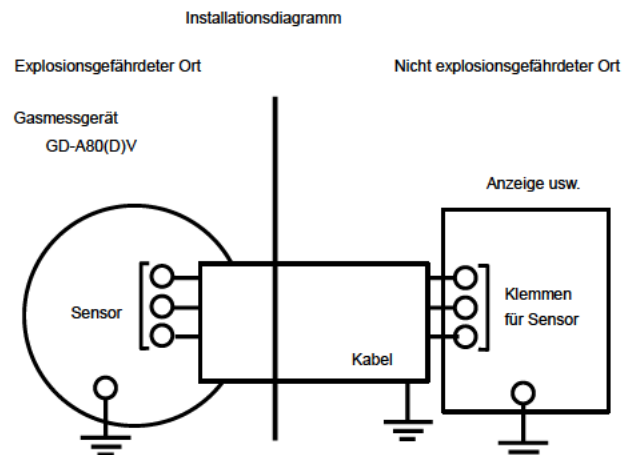 Installationsdiagramm
Explosionsgefährdeter Ort
Nicht explosionsgefährdeter Ort
Gasmessgerät
GD-A80(D)V
Anzeige usw.
Sensor
Klemmen
für Sensor
Kabel